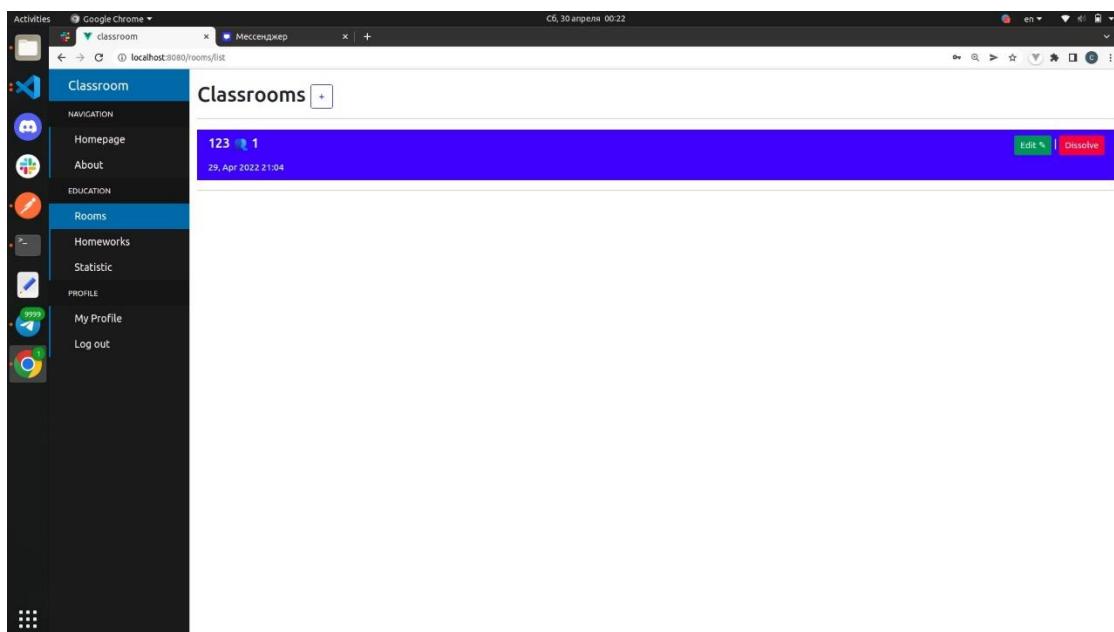 Activities Google Chrome Сб, 30 апреля 00:22 en
classroom Мессенджер
localhost:8080/rooms/list
Classroom
NAVIGATION
Homepage
About
EDUCATION
Rooms
Homeworks
Statistic
PROFILE
My Profile
Log out
Classrooms +
123 1
29, Apr 2022 21:04
Edit ✎ | Dissolve
9999
1
C